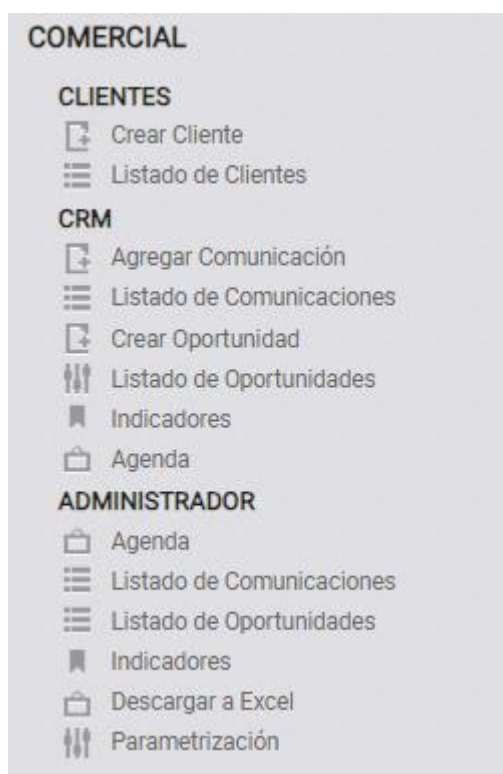 COMERCIAL
CLIENTES
Crear Cliente
Listado de Clientes
CRM
Agregar Comunicación
Listado de Comunicaciones
Crear Oportunidad
Listado de Oportunidades
Indicadores
Agenda
ADMINISTRADOR
Agenda
Listado de Comunicaciones
Listado de Oportunidades
Indicadores
Descargar a Excel
Parametrización